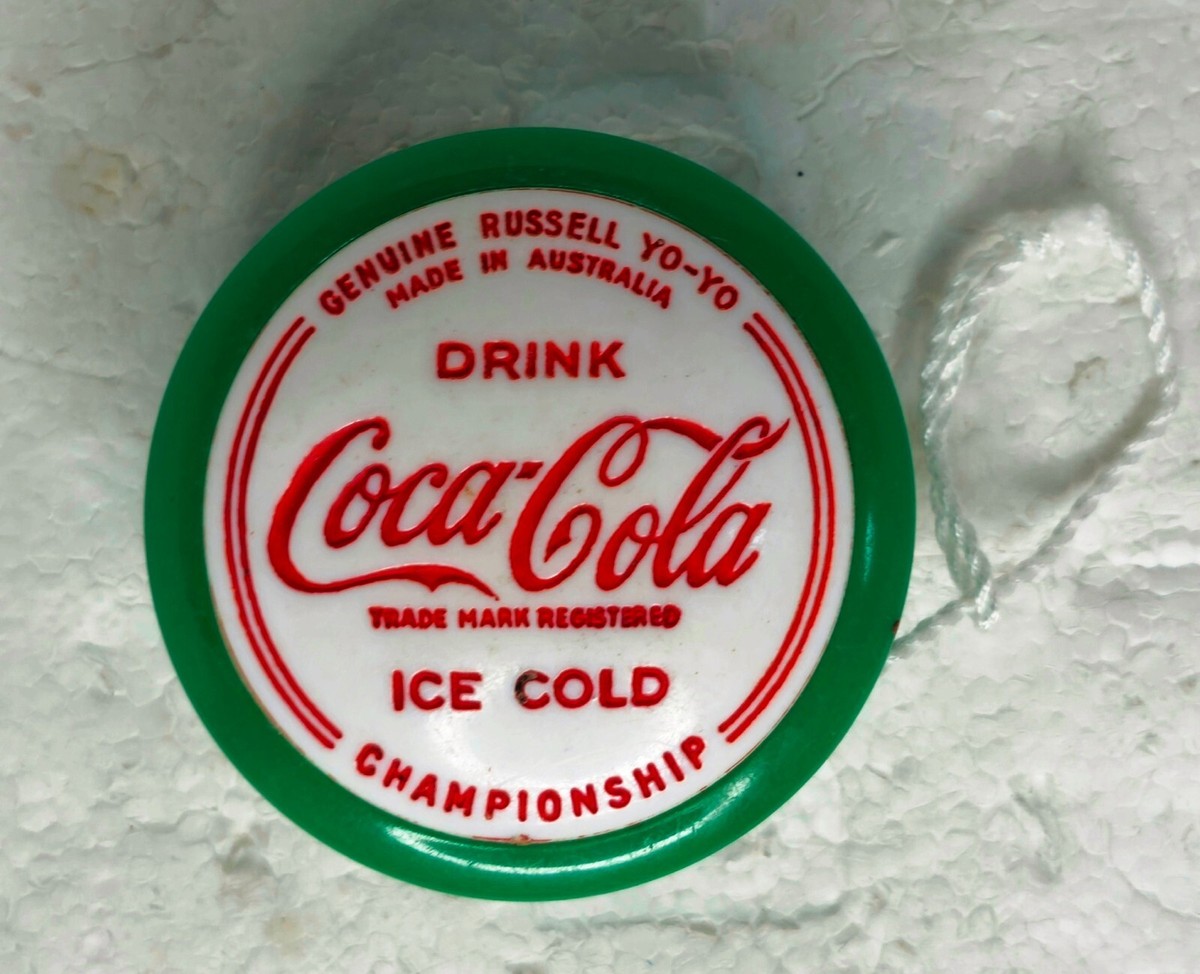 GENUINE RUSSELL YO-YO
MADE IN AUSTRALIA
DRINK
Coca-Cola
TRADE MARK REGISTERED
ICE COLD
CHAMPIONSHIP